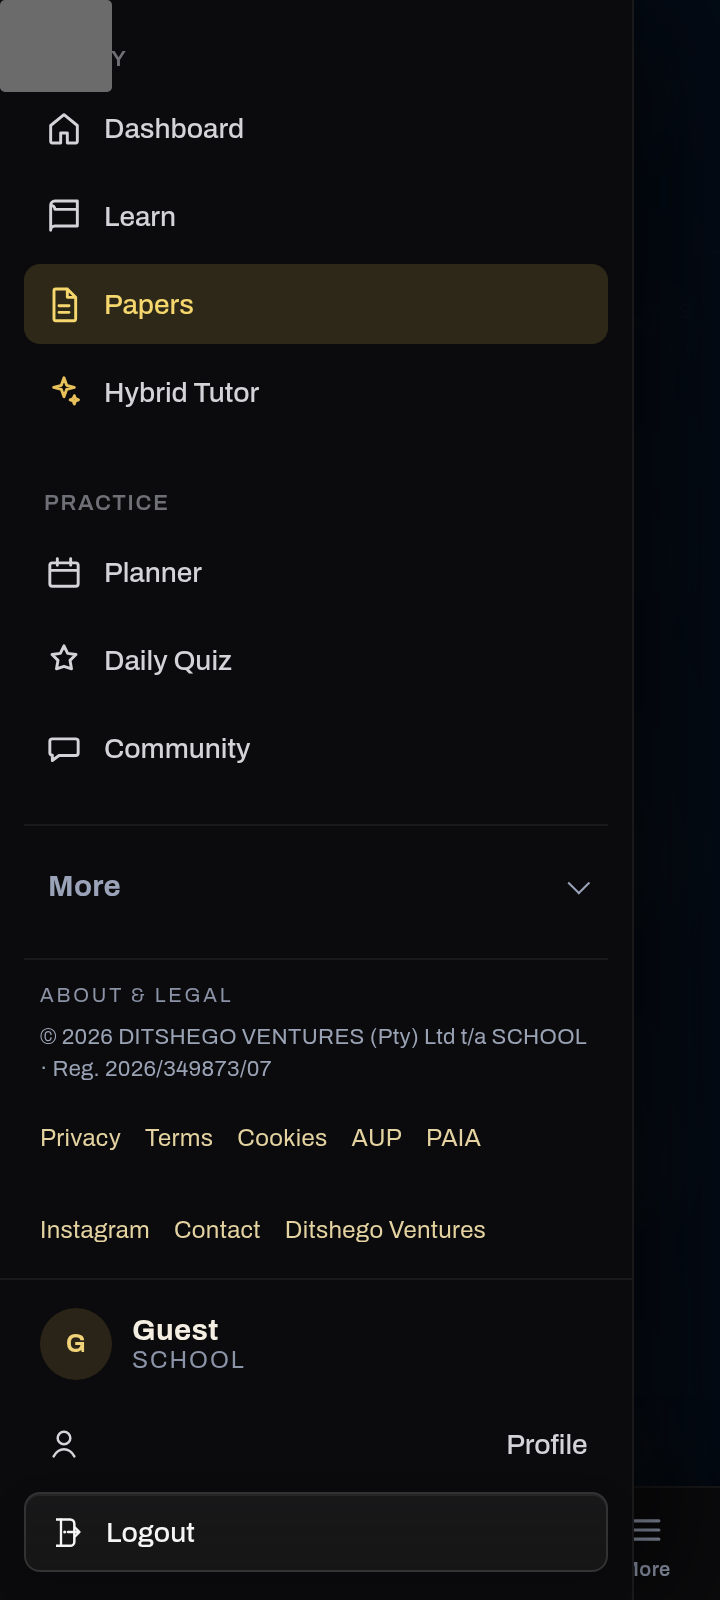 Dashboard
Learn
Papers
Hybrid Tutor
PRACTICE
Planner
Daily Quiz
Community
More
ABOUT & LEGAL
© 2026 DITSHEGO VENTURES (Pty) Ltd t/a SCHOOL
· Reg. 2026/349873/07
Privacy Terms Cookies AUP PAIA
Instagram Contact Ditshego Ventures
G
Guest
SCHOOL
Profile
Logout